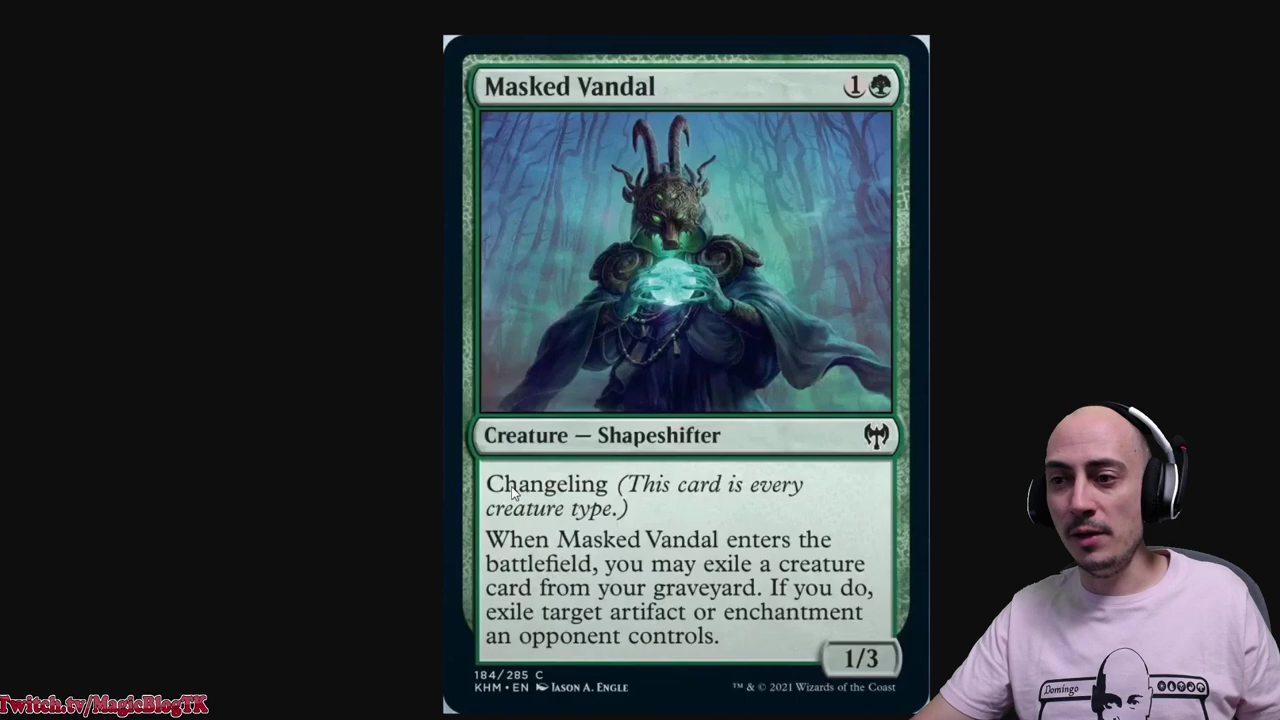 Masked Vandal
1
Creature — Shapeshifter
Changeling (This card is every
creature type.)
When Masked Vandal enters the
battlefield, you may exile a creature
card from your graveyard. If you do,
exile target artifact or enchantment
an opponent controls.
1/3
184/285 C
KHM • EN Jason A. Engle
™ & © 2021 Wizards of the Coast
Domingo
Twitch.tv/MagicBlogTK